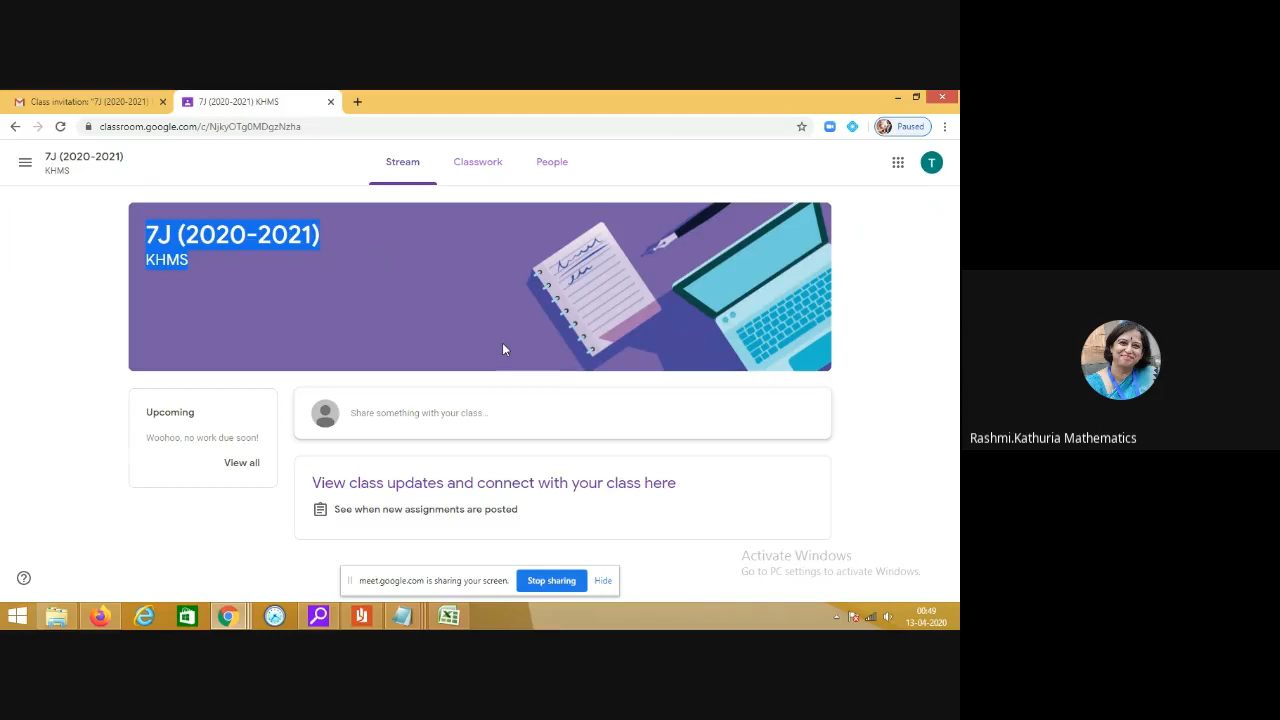 Class invitation: "7J (2020-2021)
7J (2020-2021) KHMS
classroom.google.com/c/NjkyOTg0MDgzNzha
Paused
7J (2020-2021)
KHMS
Stream
Classwork
People
T
7J (2020-2021)
KHMS
Upcoming
Woohoo, no work due soon!
View all
Share something with your class...
View class updates and connect with your class here
See when new assignments are posted
Rashmi.Kathuria Mathematics
Activate Windows
Go to PC settings to activate Windows.
meet.google.com is sharing your screen.
Stop sharing
Hide
00:49
13-04-2020